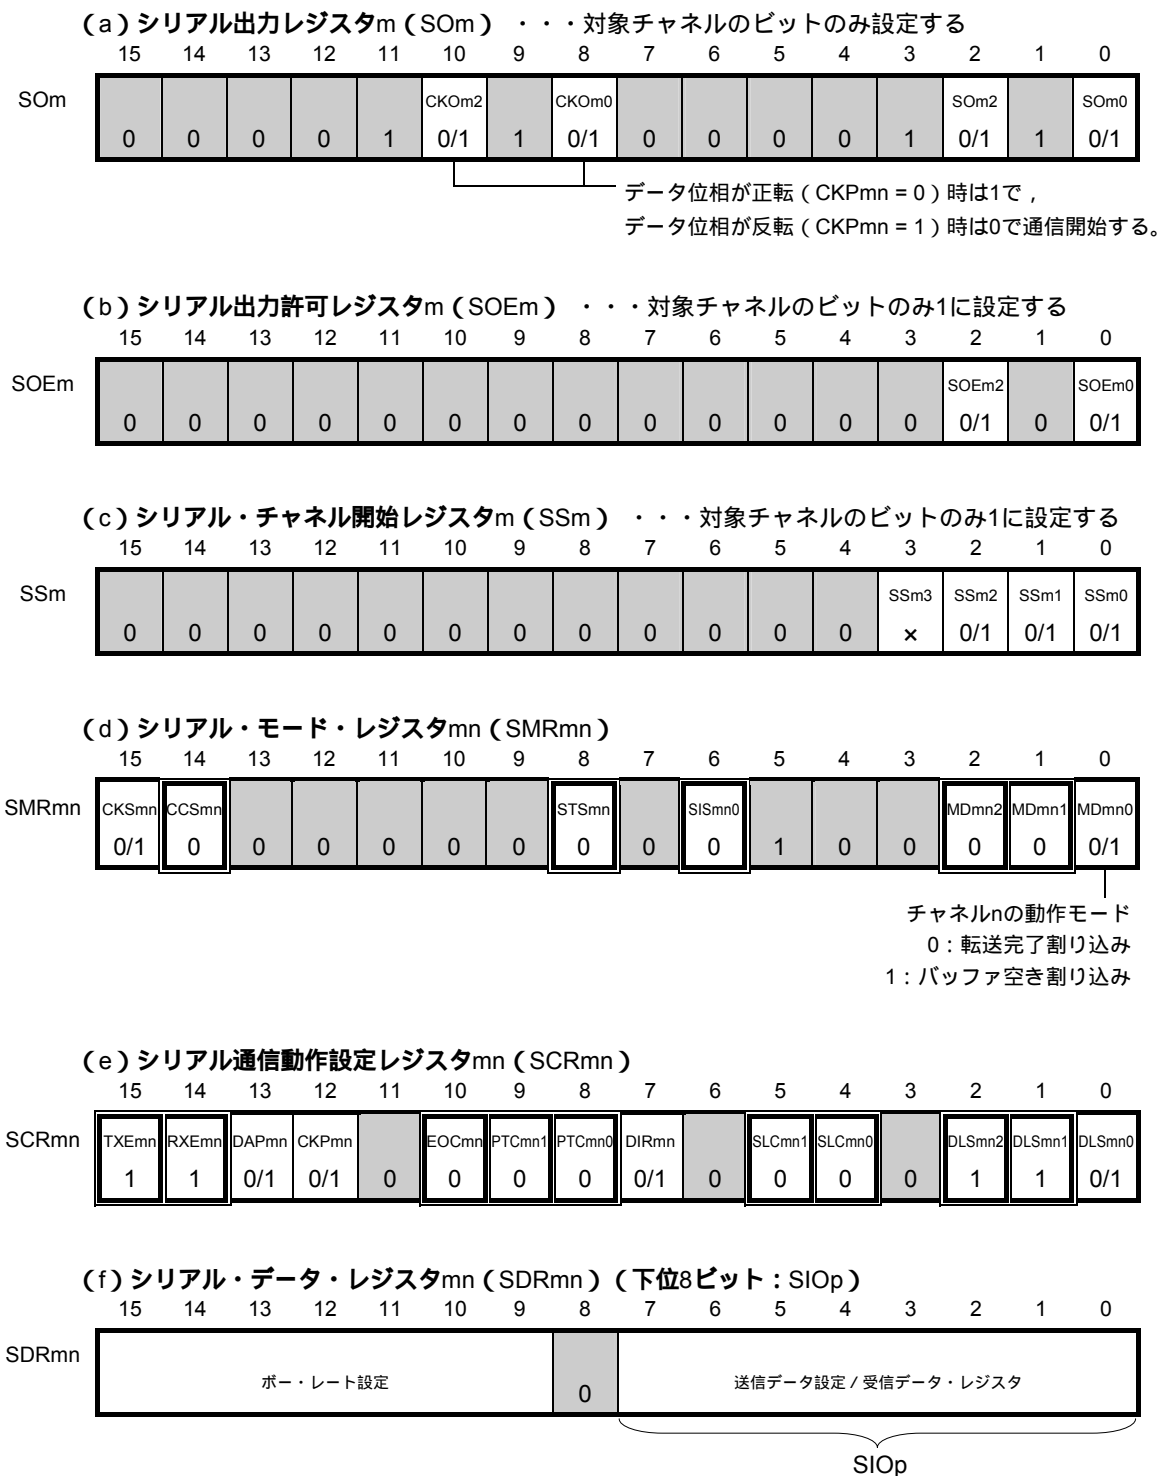 （a）シリアル出力レジスタm（SOm）　・・・対象チャネルのビットのみ設定する
15 14 13 12 11 10 9 8 7 6 5 4 3 2 1 0
CKOm2 CKOm0 SOm2 SOm0
SOm 0 0 0 0 1 0/1 1 0/1 0 0 0 0 1 0/1 1 0/1
データ位相が正転（CKPmn = 0）時は1で，
データ位相が反転（CKPmn = 1）時は0で通信開始する。
（b）シリアル出力許可レジスタm（SOEm）　・・・対象チャネルのビットのみ1に設定する
15 14 13 12 11 10 9 8 7 6 5 4 3 2 1 0
SOEm2 SOEm0
SOEm 0 0 0 0 0 0 0 0 0 0 0 0 0 0/1 0 0/1
（c）シリアル・チャネル開始レジスタm（SSm）　・・・対象チャネルのビットのみ1に設定する
15 14 13 12 11 10 9 8 7 6 5 4 3 2 1 0
SSm3 SSm2 SSm1 SSm0
SSm 0 0 0 0 0 0 0 0 0 0 0 0 × 0/1 0/1 0/1
（d）シリアル・モード・レジスタmn（SMRmn）
15 14 13 12 11 10 9 8 7 6 5 4 3 2 1 0
CKSmn CCSmn STSmn SISmn0 MDmn2 MDmn1 MDmn0
SMRmn 0/1 0 0 0 0 0 0 0 0 0 1 0 0 0 0 0/1
チャネルnの動作モード
0：転送完了割り込み
1：バッファ空き割り込み
（e）シリアル通信動作設定レジスタmn（SCRmn）
15 14 13 12 11 10 9 8 7 6 5 4 3 2 1 0
TXEmn RXEmn DAPmn CKPmn EOCmn PTCmn1 PTCmn0 DIRmn SLCmn1 SLCmn0 DLSmn2 DLSmn1 DLSmn0
SCRmn 1 1 0/1 0/1 0 0 0 0 0/1 0 0 0 0 1 1 0/1
（f）シリアル・データ・レジスタmn（SDRmn）（下位8ビット：SIOp）
15 14 13 12 11 10 9 8 7 6 5 4 3 2 1 0
SDRmn ボー・レート設定 0 送信データ設定／受信データ・レジスタ
SIOp